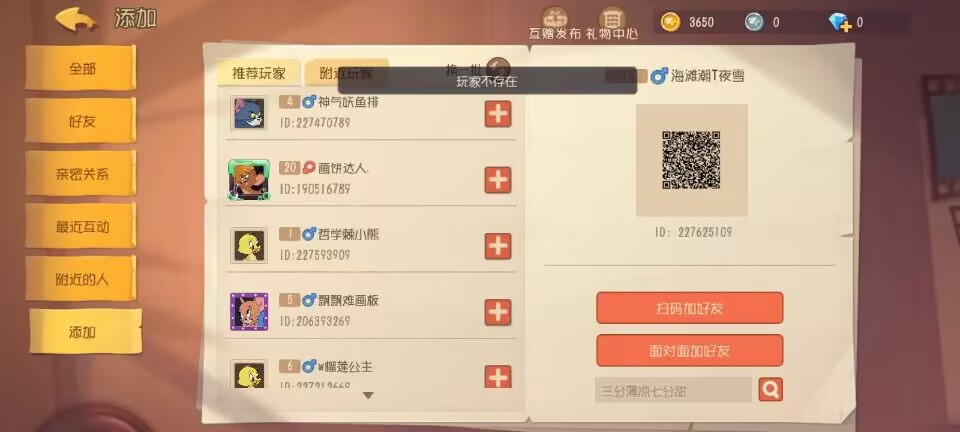 添加
互赠发布 礼物中心
3650
0
0
全部
好友
亲密关系
最近互动
附近的人
添加
推荐玩家
附近玩家
换一批
玩家不存在
4 神气妖鱼排
ID:227470789
20 画饼达人.
ID:190516789
1 哲学棘小熊
ID:227593909
5 飘飘难画板
ID:206393269
6 w榴莲公主
海滩潮T夜雪
ID: 227625109
扫码加好友
面对面加好友
三分薄凉七分甜